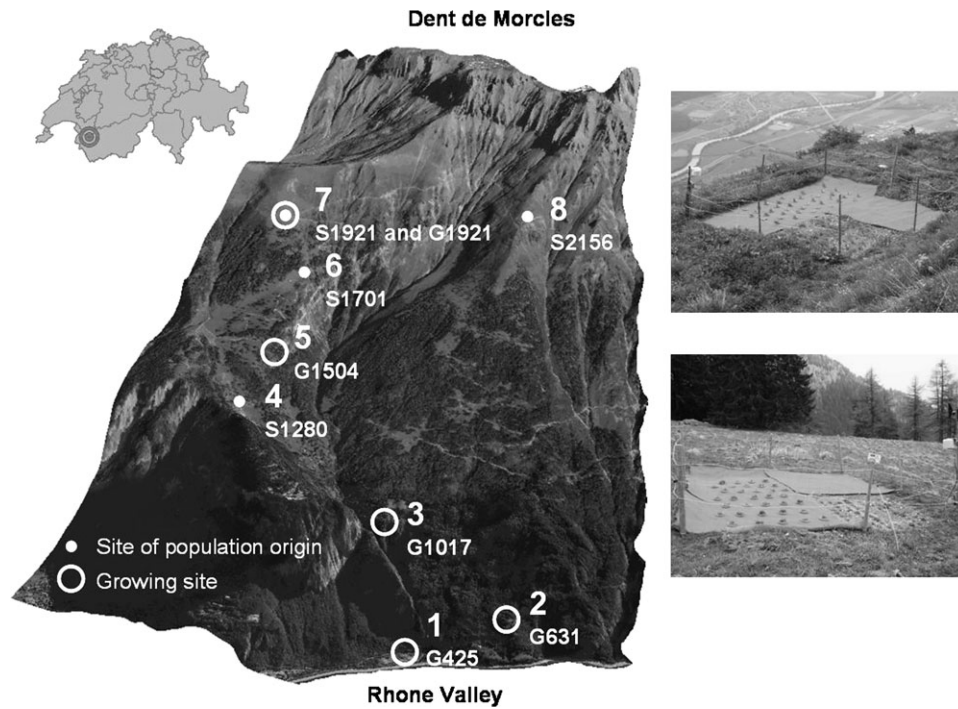 Dent de Morcles
7
S1921 and G1921
8
S2156
6
S1701
5
G1504
4
S1280
3
G1017
Site of population origin
Growing site
2
G631
1
G425
Rhone Valley